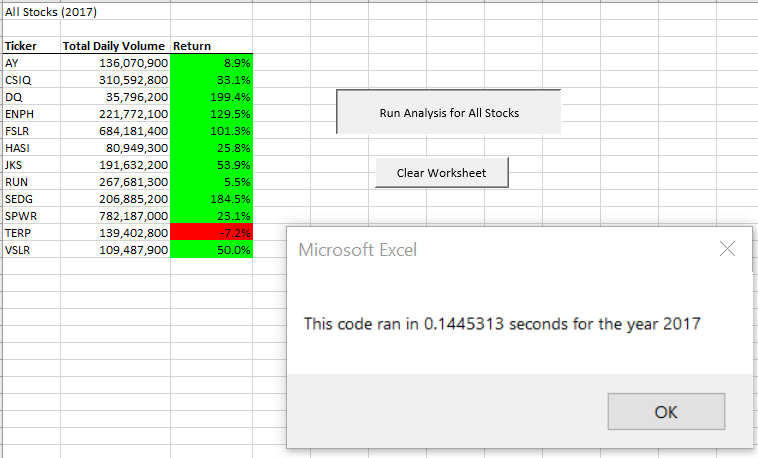 All Stocks (2017)
Ticker Total Daily Volume Return
AY 136,070,900 8.9%
CSIQ 310,592,800 33.1%
DQ 35,796,200 199.4%
ENPH 221,772,100 129.5%
FSLR 684,181,400 101.3%
HASI 80,949,300 25.8%
JKS 191,632,200 53.9%
RUN 267,681,300 5.5%
SEDG 206,885,200 184.5%
SPWR 782,187,000 23.1%
TERP 139,402,800 -7.2%
VSLR 109,487,900 50.0%
Run Analysis for All Stocks
Clear Worksheet
Microsoft Excel
This code ran in 0.1445313 seconds for the year 2017
OK